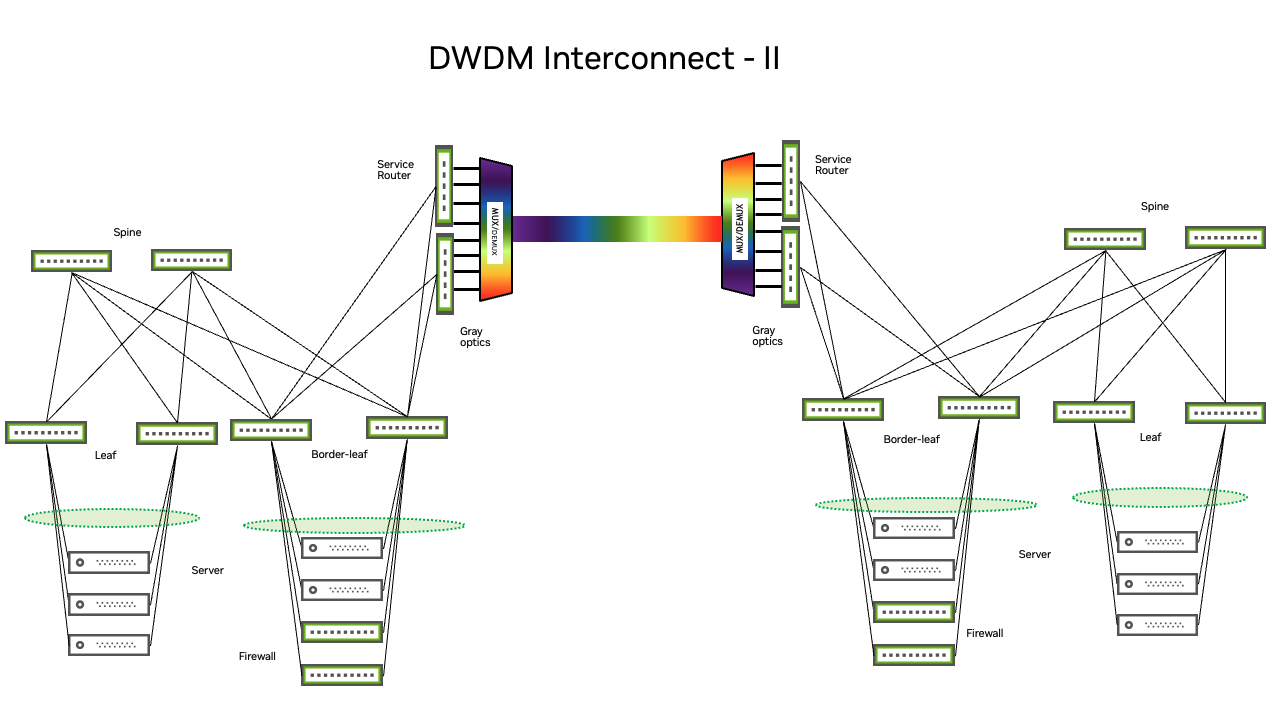 DWDM Interconnect - II
Service
Router
MUX/DEMUX
Gray
optics
Spine
Leaf
Border-leaf
Server
Firewall
MUX/DEMUX
Service
Router
Gray
optics
Spine
Border-leaf
Leaf
Server
Firewall